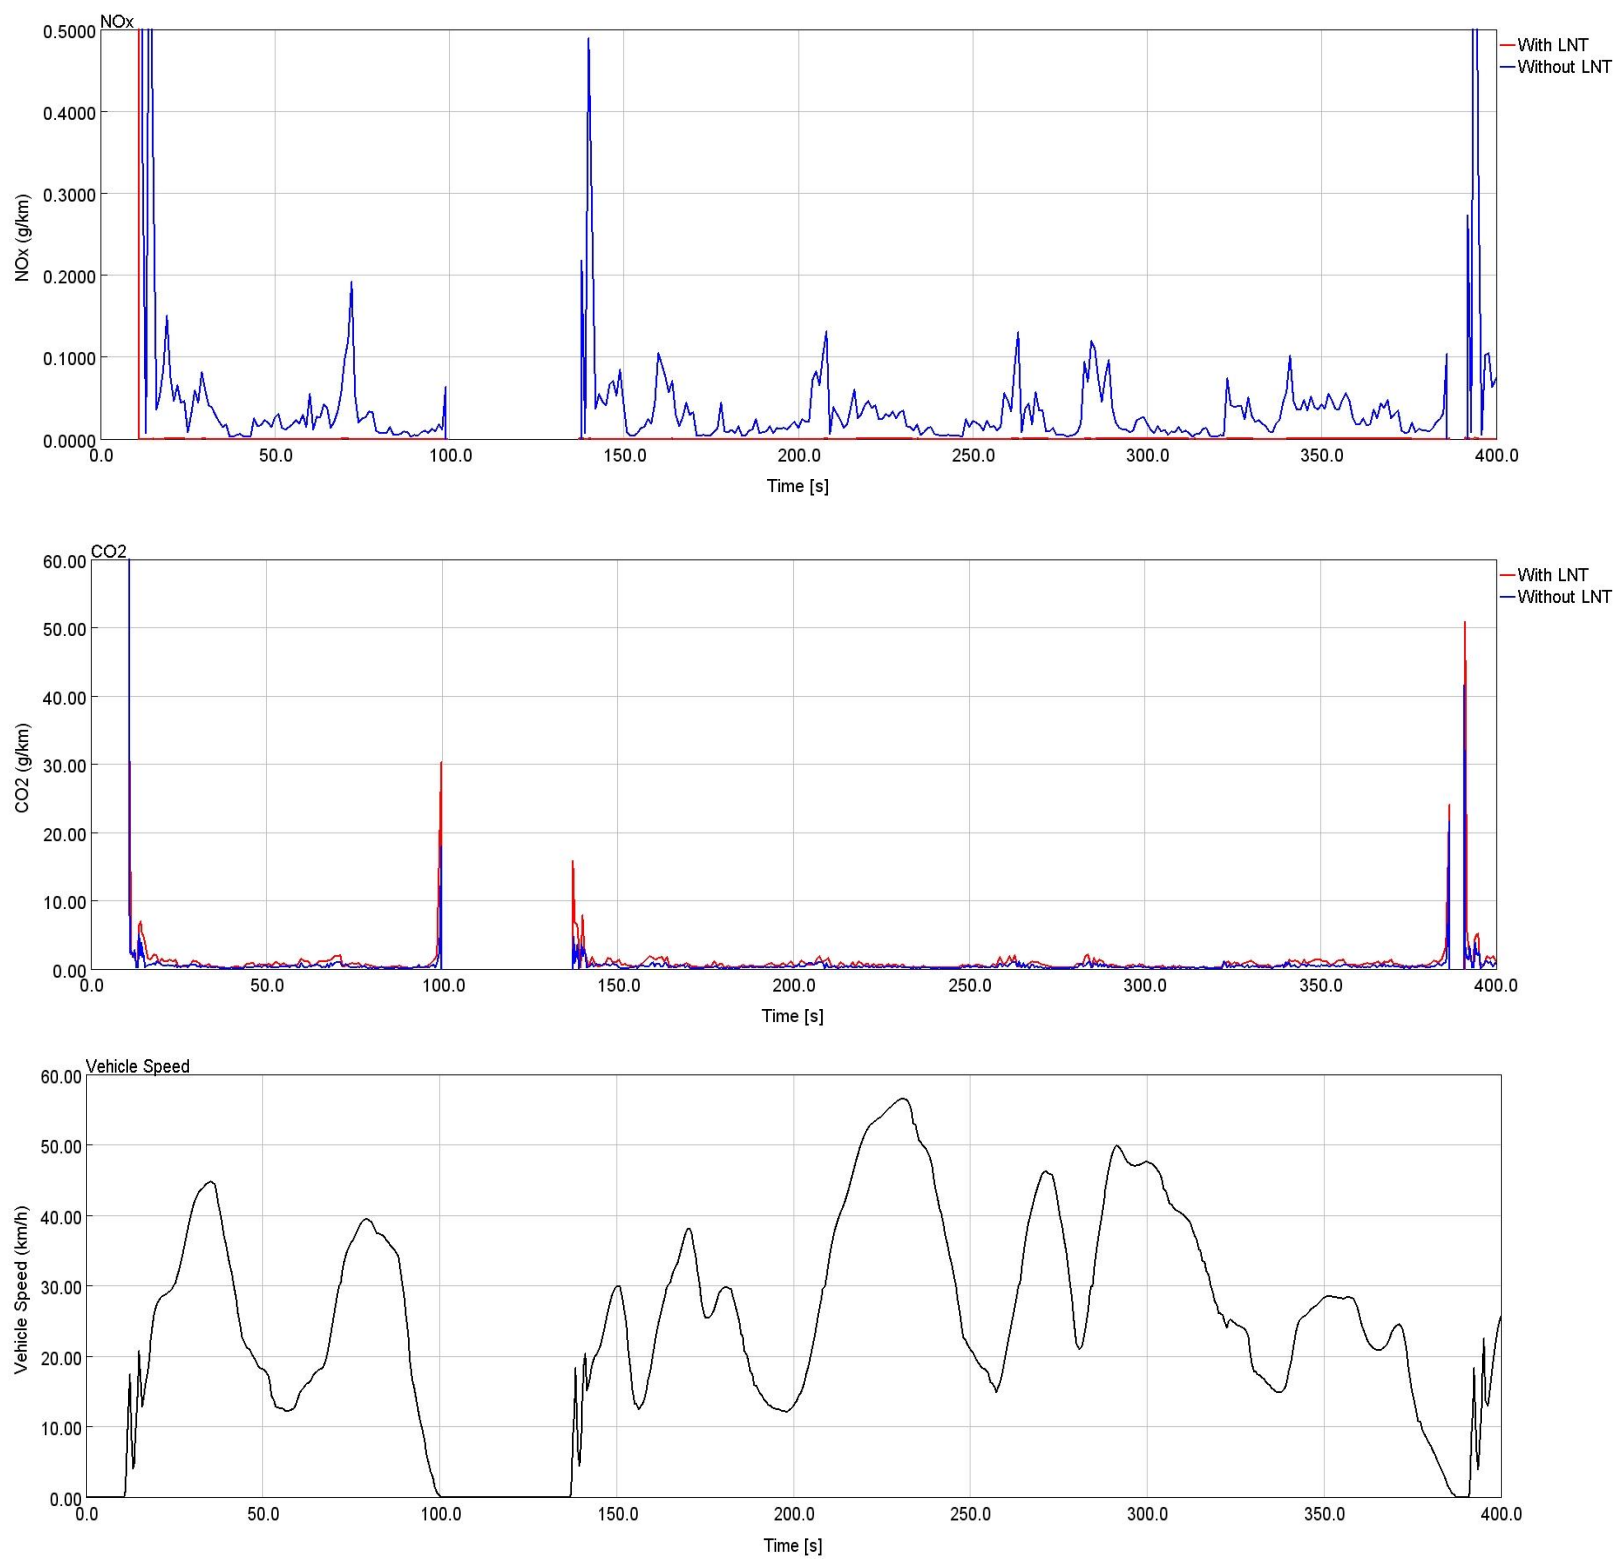 NOx
0.5000
With LNT
Without LNT
0.4000
0.3000
NOx (g/km)
0.2000
0.1000
0.0000
0.0 50.0 100.0 150.0 200.0 250.0 300.0 350.0 400.0
Time [s]
CO2
60.00
With LNT
Without LNT
50.00
40.00
30.00
CO2 (g/km)
20.00
10.00
0.00
0.0 50.0 100.0 150.0 200.0 250.0 300.0 350.0 400.0
Time [s]
Vehicle Speed
60.00
50.00
40.00
30.00
Vehicle Speed (km/h)
20.00
10.00
0.00
0.0 50.0 100.0 150.0 200.0 250.0 300.0 350.0 400.0
Time [s]